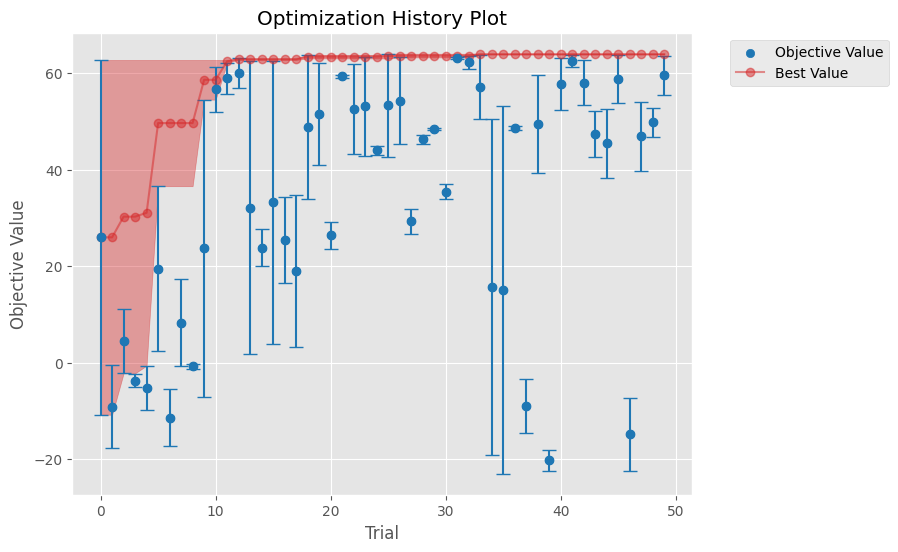 Optimization History Plot
Objective Value
Best Value
Objective Value
60
40
20
0
−20
0 10 20 30 40 50
Trial